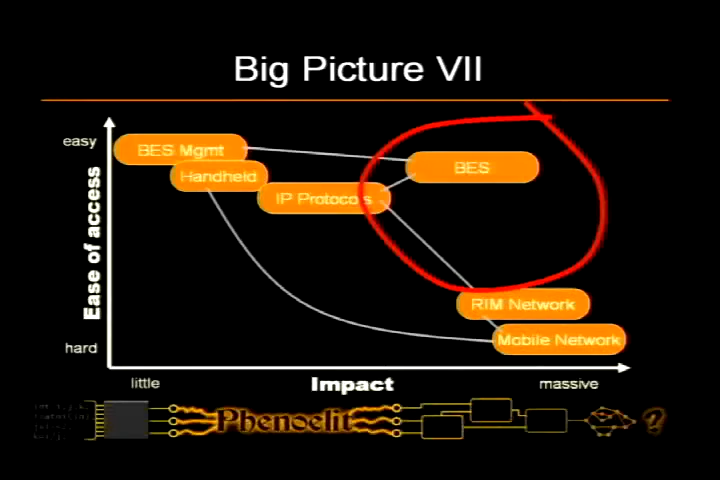 Big Picture VII
easy
BES Mgmt
BES
Handheld
IP Protocols
Ease of access
RIM Network
Mobile Network
hard
little
Impact
massive
Phenoelit
?